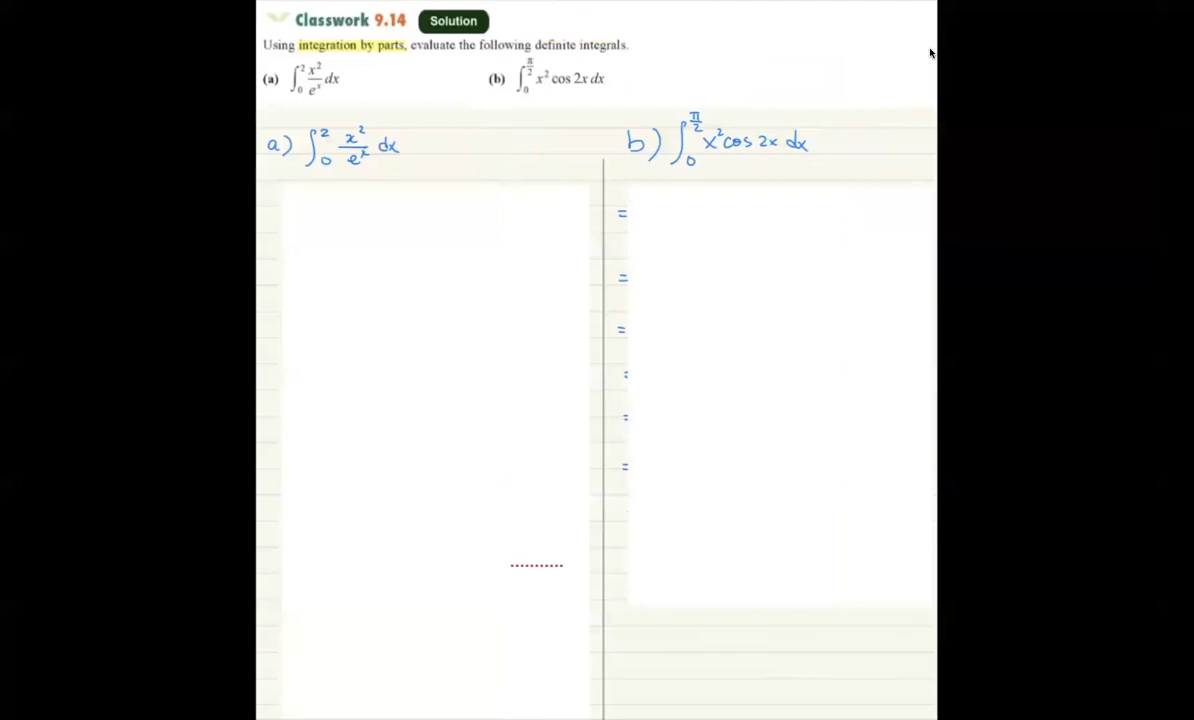 Classwork 9.14 Solution
Using integration by parts, evaluate the following definite integrals.
(a) ∫₀² x²/eˣ dx (b) ∫₀^(π/2) x² cos 2x dx
a) ∫₀² x²/eˣ dx
b) ∫₀^(π/2) x² cos 2x dx
=
=
=
=
=
=